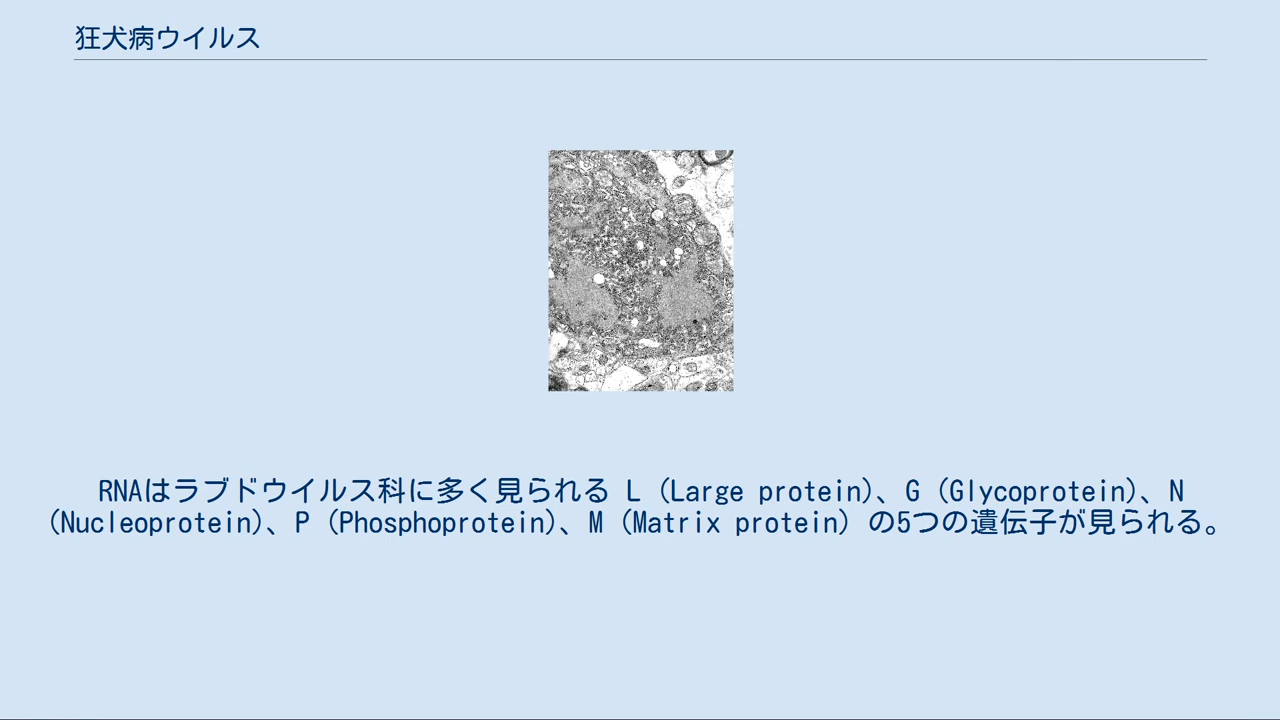 狂犬病ウイルス
RNAはラブドウイルス科に多く見られる L (Large protein)、G (Glycoprotein)、N
(Nucleoprotein)、P (Phosphoprotein)、M (Matrix protein) の5つの遺伝子が見られる。